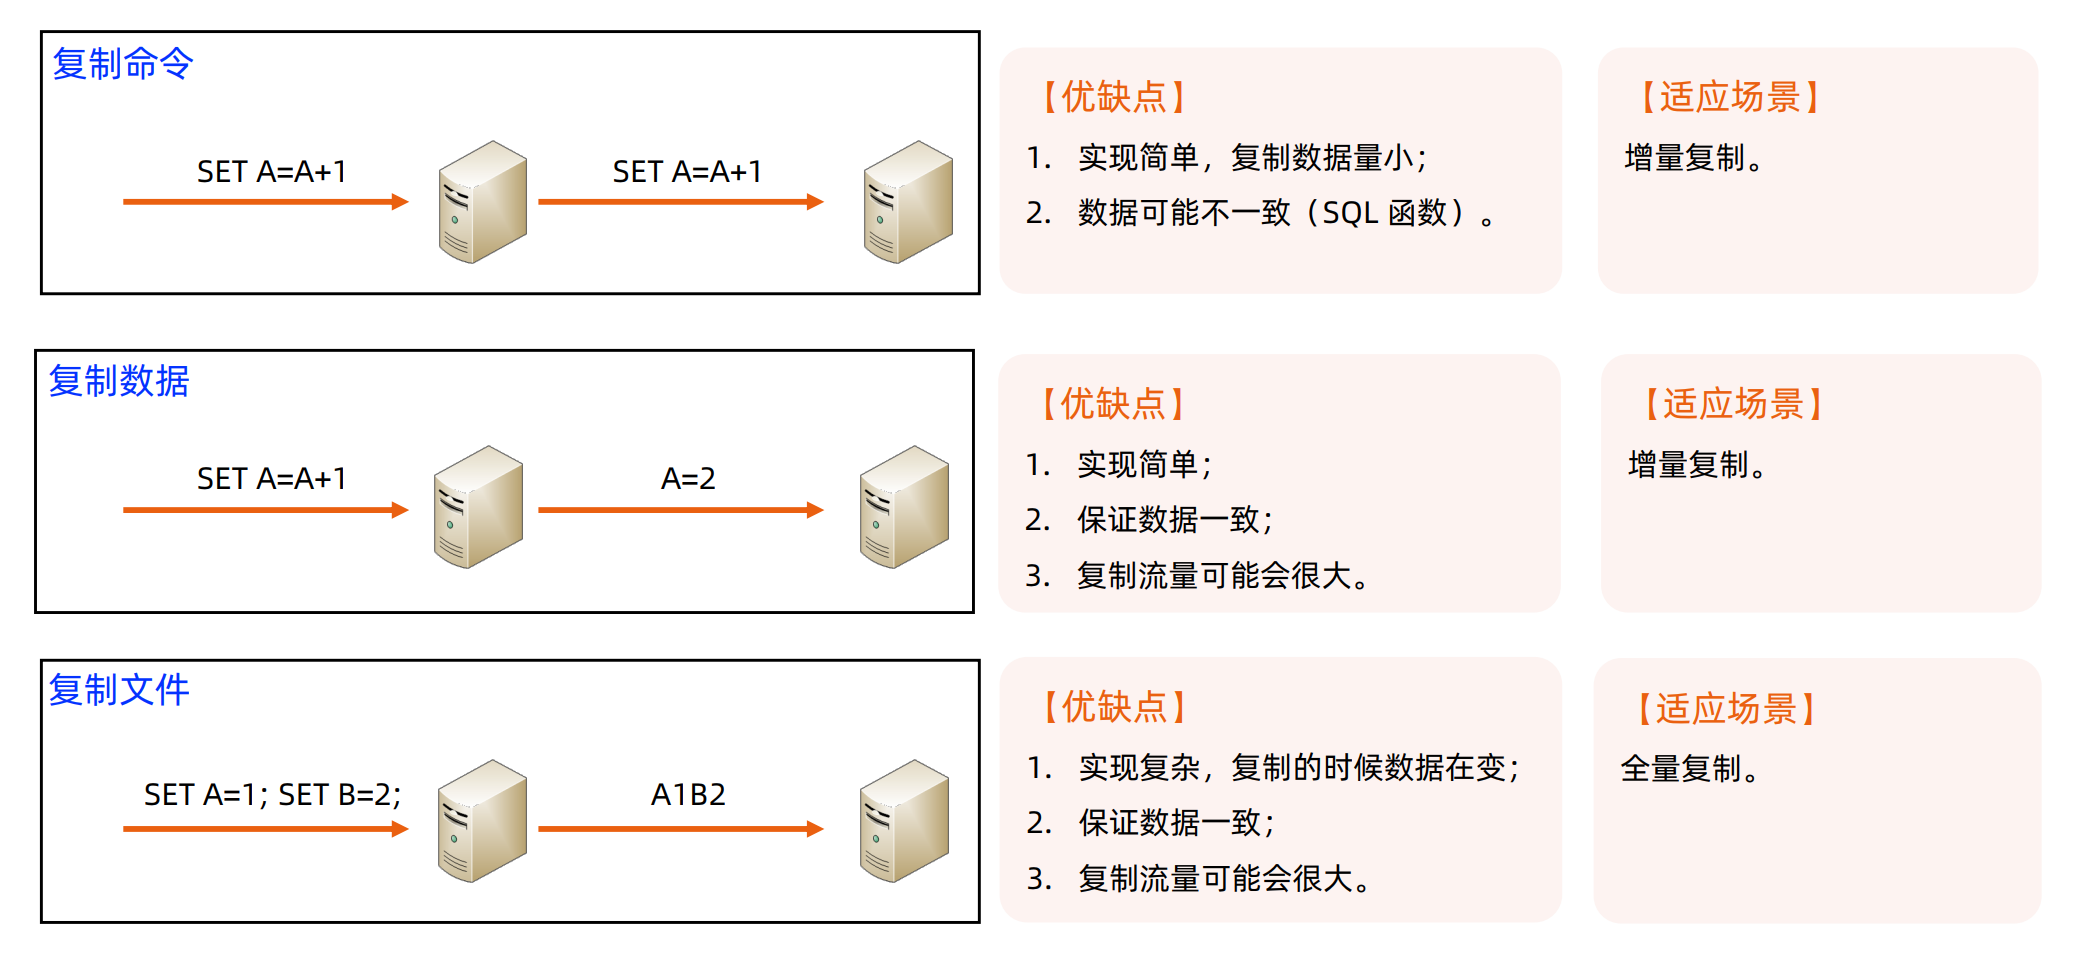 复制命令
SET A=A+1
SET A=A+1
【优缺点】
1. 实现简单，复制数据量小；
2. 数据可能不一致（SQL 函数）。
【适应场景】
增量复制。
复制数据
SET A=A+1
A=2
【优缺点】
1. 实现简单；
2. 保证数据一致；
3. 复制流量可能会很大。
【适应场景】
增量复制。
复制文件
SET A=1; SET B=2;
A1B2
【优缺点】
1. 实现复杂，复制的时候数据在变；
2. 保证数据一致；
3. 复制流量可能会很大。
【适应场景】
全量复制。